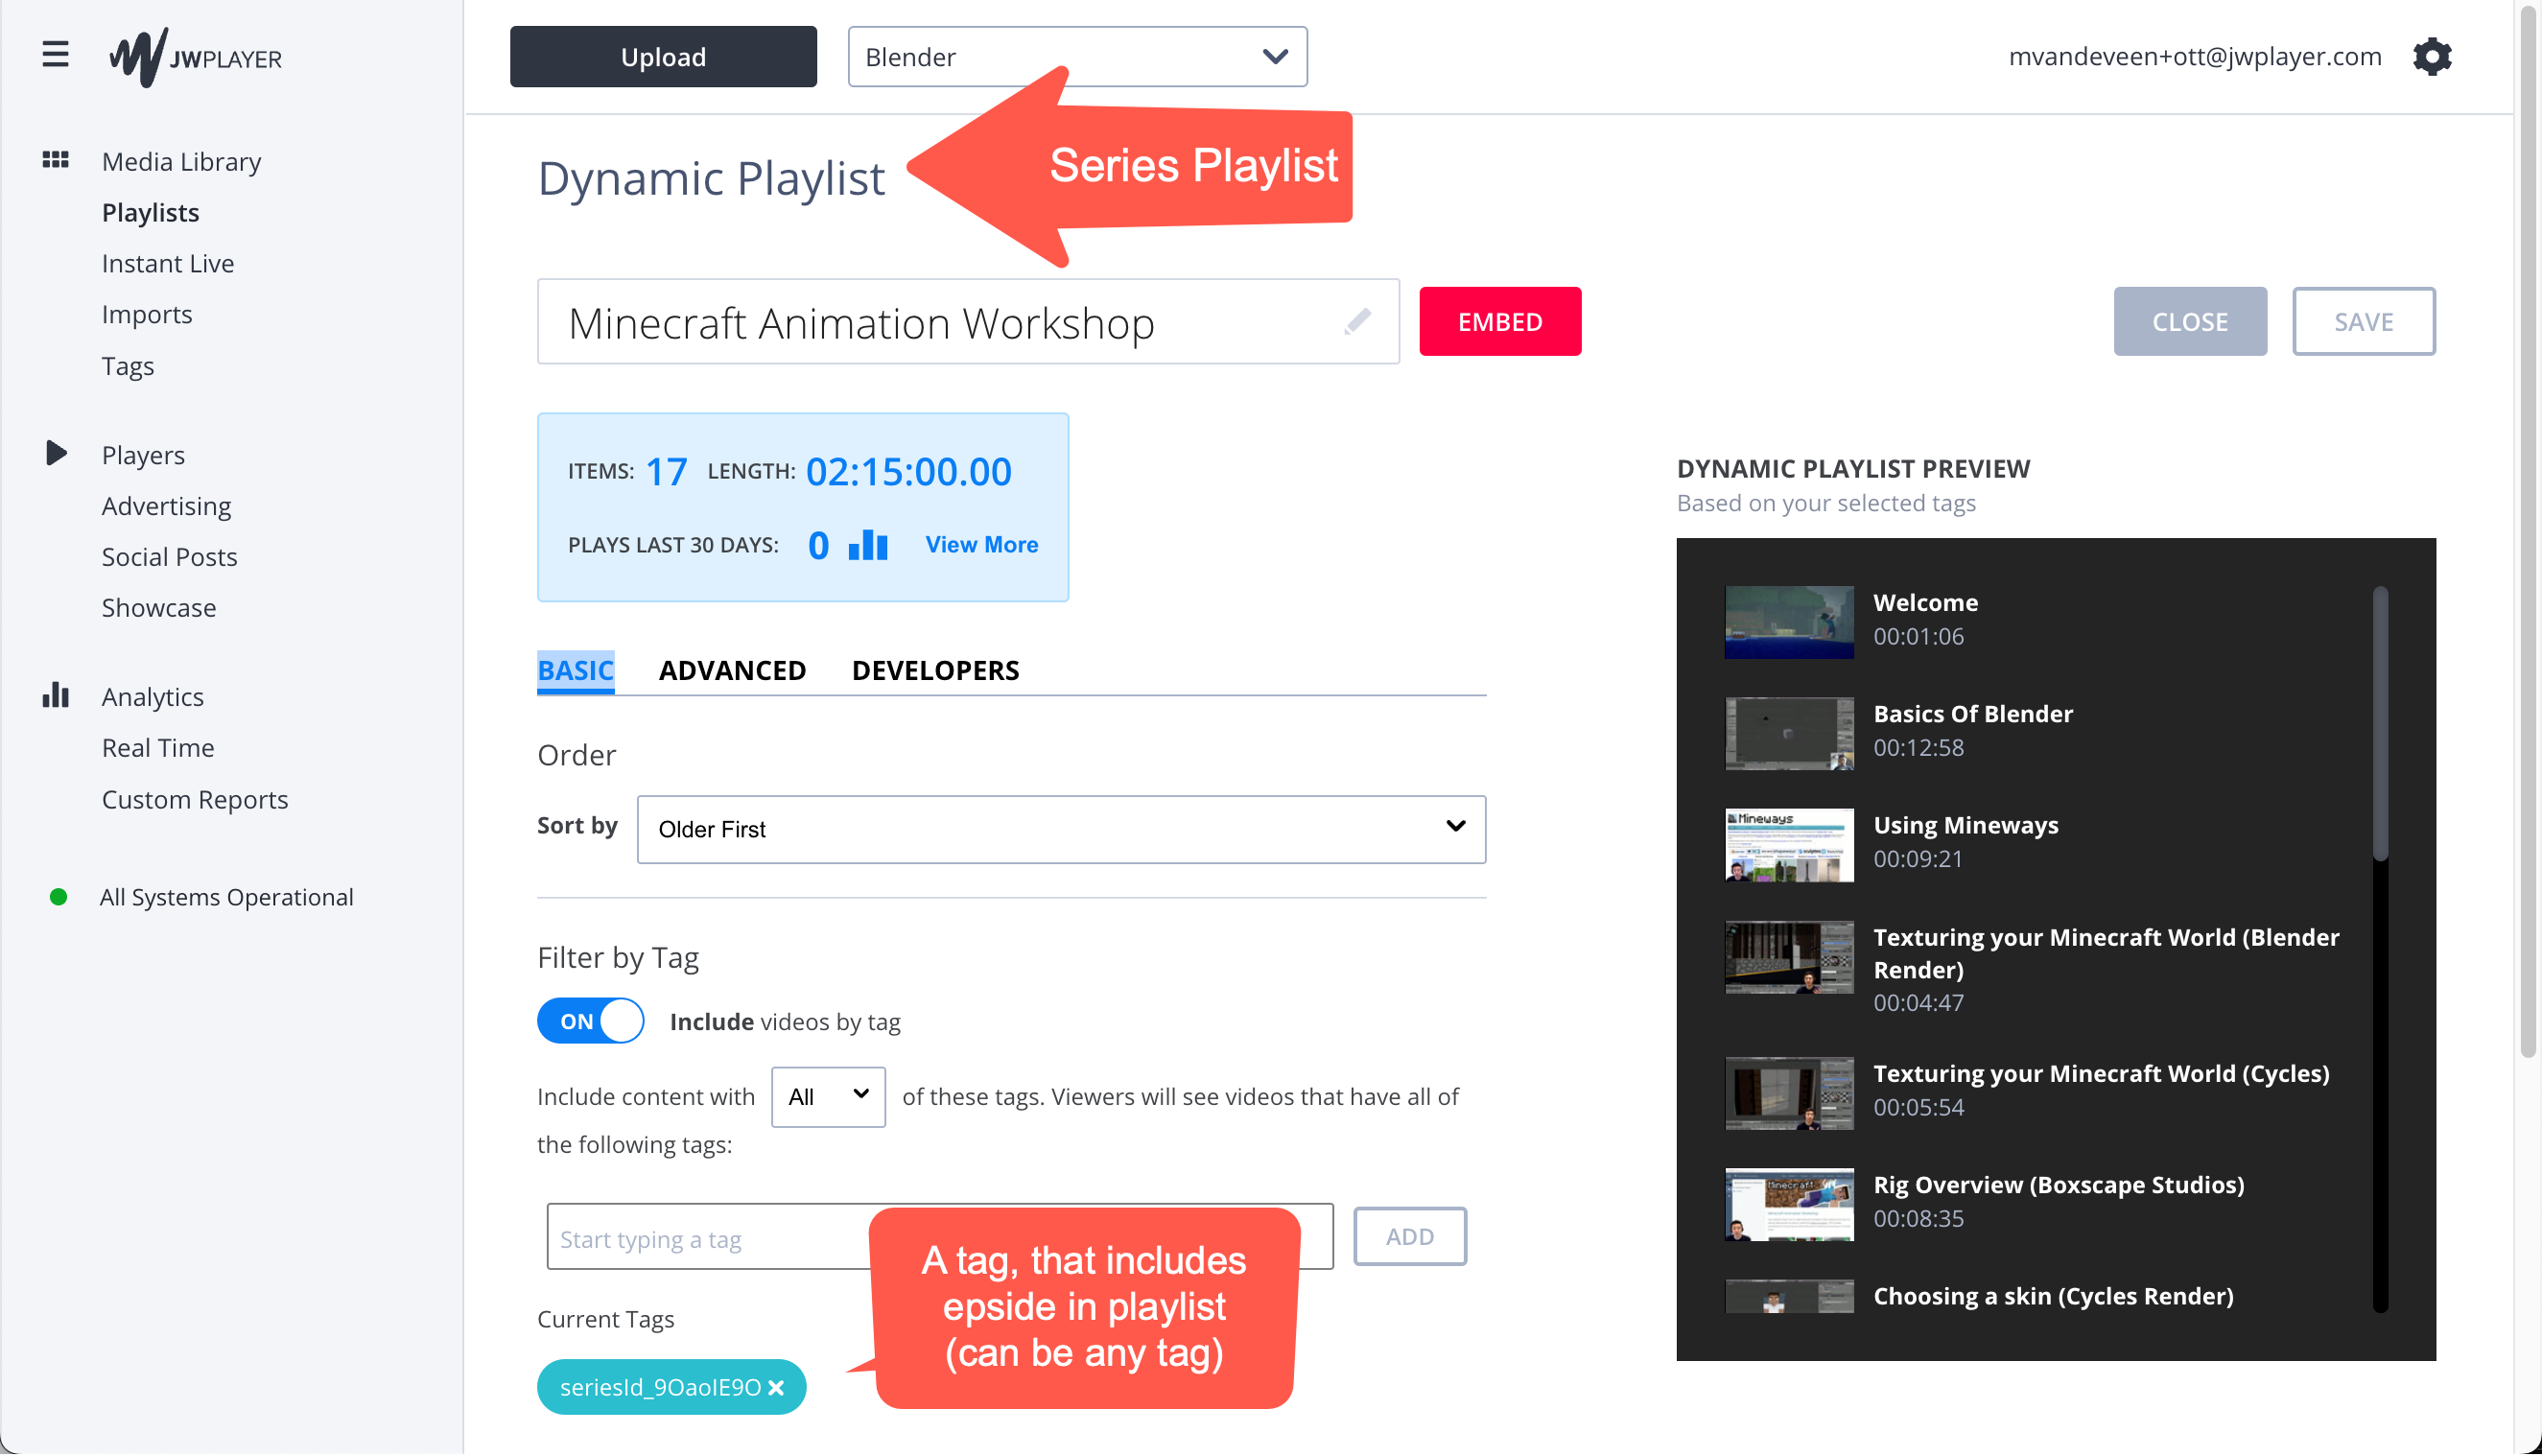 JWPLAYER
Upload
Blender
mvandeveen+ott@jwplayer.com
Media Library
Playlists
Instant Live
Imports
Tags
Players
Advertising
Social Posts
Showcase
Analytics
Real Time
Custom Reports
All Systems Operational
Dynamic Playlist
Series Playlist
Minecraft Animation Workshop
EMBED
CLOSE
SAVE
ITEMS: 17 LENGTH: 02:15:00.00
PLAYS LAST 30 DAYS: 0 View More
BASIC ADVANCED DEVELOPERS
Order
Sort by Older First
Filter by Tag
ON Include videos by tag
Include content with All of these tags. Viewers will see videos that have all of
the following tags:
Start typing a tag
ADD
A tag, that includes
epside in playlist
(can be any tag)
Current Tags
seriesId_9OaoIE9O
DYNAMIC PLAYLIST PREVIEW
Based on your selected tags
Welcome
00:01:06
Basics Of Blender
00:12:58
Mineways
Using Mineways
00:09:21
Texturing your Minecraft World (Blender
Render)
00:04:47
Texturing your Minecraft World (Cycles)
00:05:54
Minecraft
Rig Overview (Boxscape Studios)
00:08:35
Choosing a skin (Cycles Render)